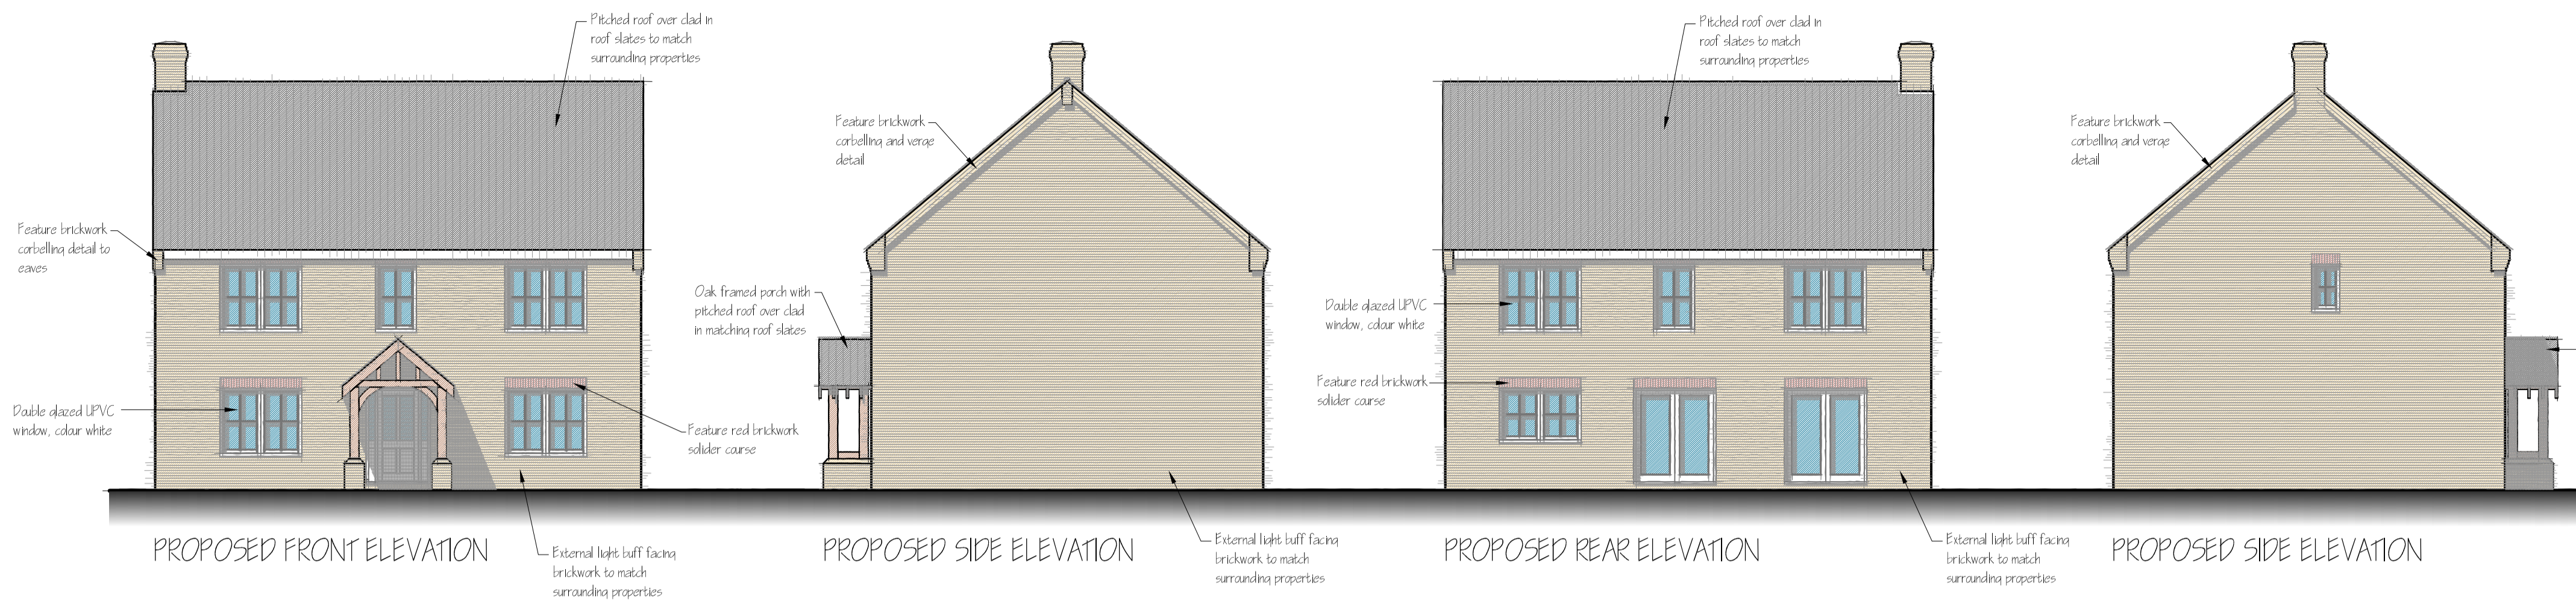 Pitched roof over clad in
roof slates to match
surrounding properties
Feature brickwork
corbelling detail to
eaves
Double glazed UPVC
window, colour white
Feature red brickwork
solider course
External light buff facing
brickwork to match
surrounding properties
PROPOSED FRONT ELEVATION
Feature brickwork
corbelling and verge
detail
Oak framed porch with
pitched roof over clad
in matching roof slates
External light buff facing
brickwork to match
surrounding properties
PROPOSED SIDE ELEVATION
Pitched roof over clad in
roof slates to match
surrounding properties
Double glazed UPVC
window, colour white
Feature red brickwork
solider course
External light buff facing
brickwork to match
surrounding properties
PROPOSED REAR ELEVATION
Feature brickwork
corbelling and verge
detail
PROPOSED SIDE ELEVATION